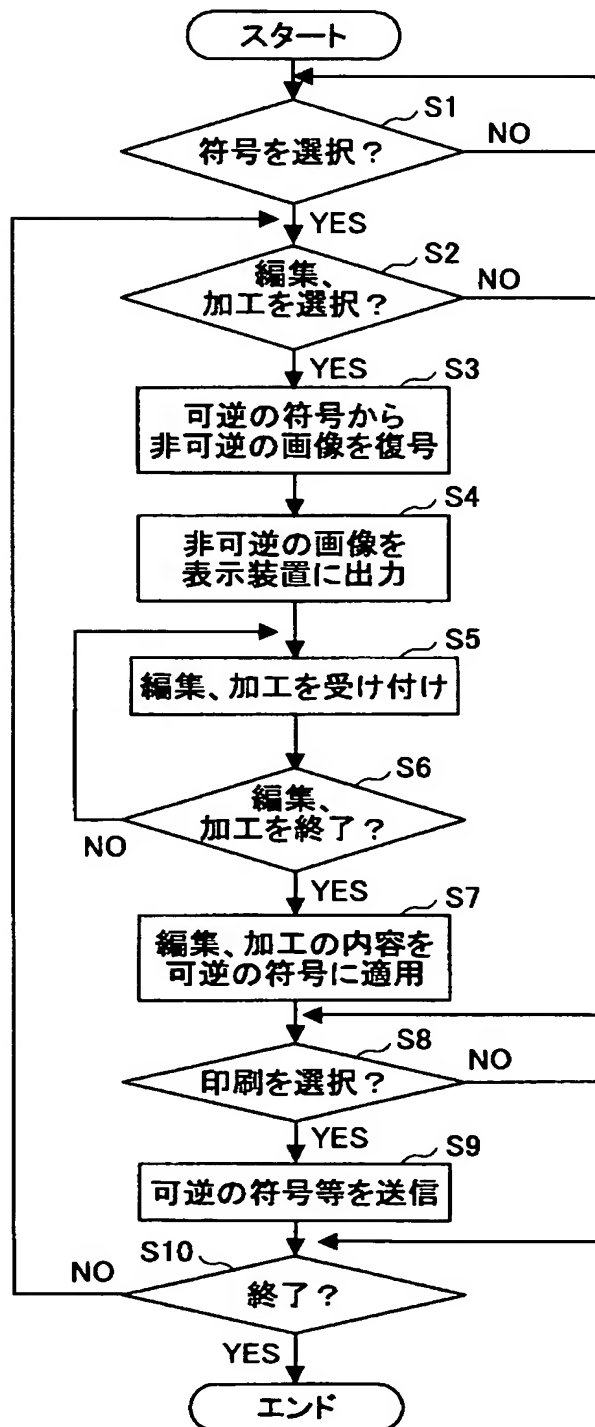 スタート
S1
符号を選択？
NO
YES
S2
編集、
加工を選択？
NO
YES
S3
可逆の符号から
非可逆の画像を復号
S4
非可逆の画像を
表示装置に出力
S5
編集、加工を受け付け
S6
編集、
加工を終了？
NO
YES
S7
編集、加工の内容を
可逆の符号に適用
S8
印刷を選択？
NO
YES
S9
可逆の符号等を送信
S10
NO
終了？
YES
エンド